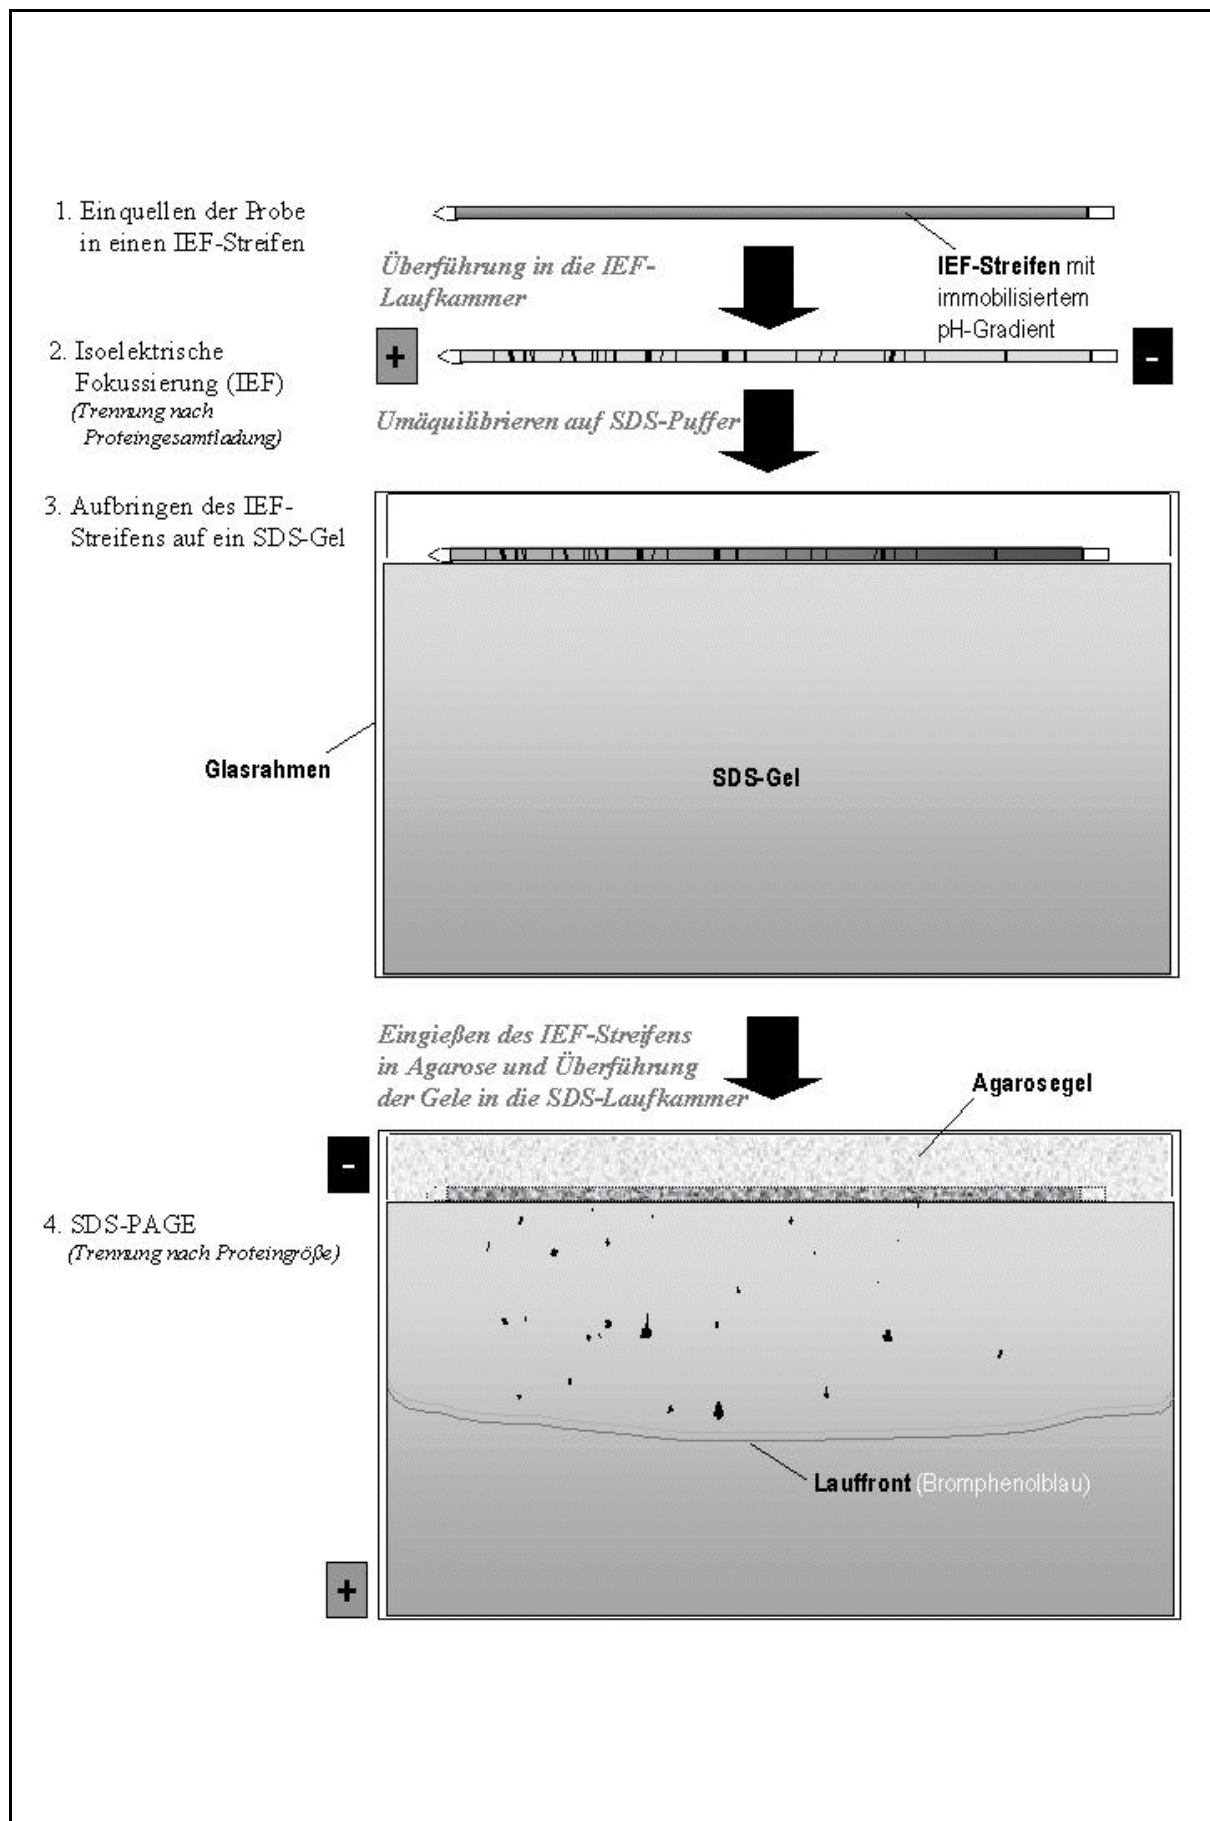 1. Einquellen der Probe
in einen IEF-Streifen
Überführung in die IEF-
Laufkammer
IEF-Streifen mit
immobilisiertem
pH-Gradient
2. Isoelektrische
Fokussierung (IEF)
(Trennung nach
Proteingesamtladung)
+
-
Umäquilibrieren auf SDS-Puffer
3. Aufbringen des IEF-
Streifens auf ein SDS-Gel
Glasrahmen
SDS-Gel
Eingießen des IEF-Streifens
in Agarose und Überführung
der Gele in die SDS-Laufkammer
Agarosegel
-
4. SDS-PAGE
(Trennung nach Proteingröße)
Lauffront (Bromphenolblau)
+